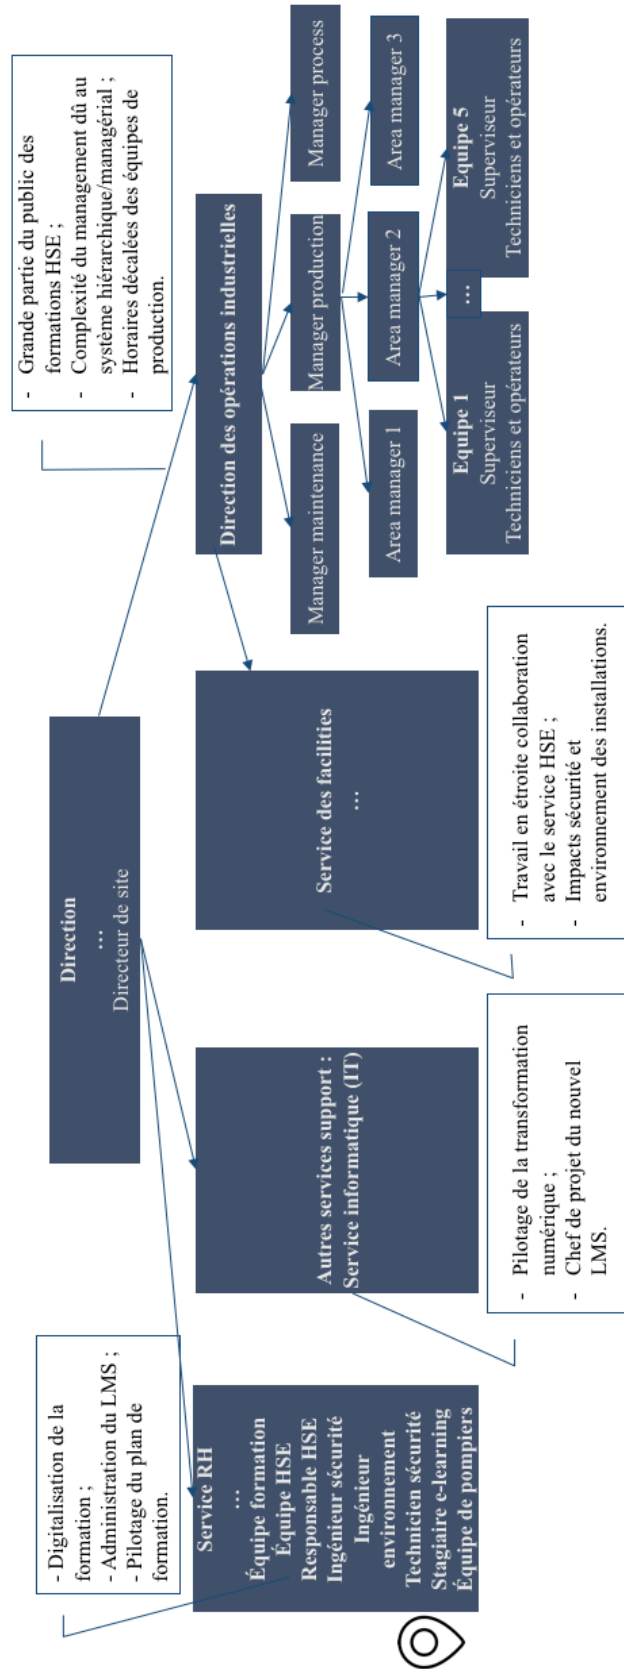 - Digitalisation de la
formation ;
- Administration du LMS ;
- Pilotage du plan de
formation.
Direction
…
Directeur de site
- Grande partie du public des
formations HSE ;
- Complexité du management dû au
système hiérarchique/managérial ;
- Horaires décalées des équipes de
production.
Service RH
…
Équipe formation
Équipe HSE
Responsable HSE
Ingénieur sécurité
Ingénieur
environnement
Technicien sécurité
Stagiaire e-learning
Équipe de pompiers
Autres services support :
Service informatique (IT)
Service des facilities
…
Direction des opérations industrielles
Manager maintenance
Manager production
Manager process
Area manager 1
Area manager 2
Area manager 3
Equipe 1
Superviseur
Techniciens et opérateurs
…
Equipe 5
Superviseur
Techniciens et opérateurs
- Pilotage de la transformation
numérique ;
- Chef de projet du nouvel
LMS.
- Travail en étroite collaboration
avec le service HSE ;
- Impacts sécurité et
environnement des installations.